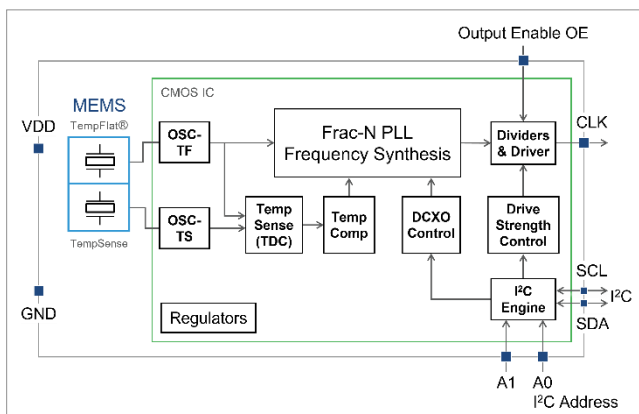 Output Enable OE
MEMS
TempFlat®
CMOS IC
VDD
CLK
OSC-
TF
Frac-N PLL
Frequency Synthesis
Dividers
& Driver
TempSense
OSC-
TS
Temp
Sense
(TDC)
Temp
Comp
DCXO
Control
Drive
Strength
Control
GND
Regulators
I²C
Engine
SCL
I²C
SDA
A1
A0
I²C Address